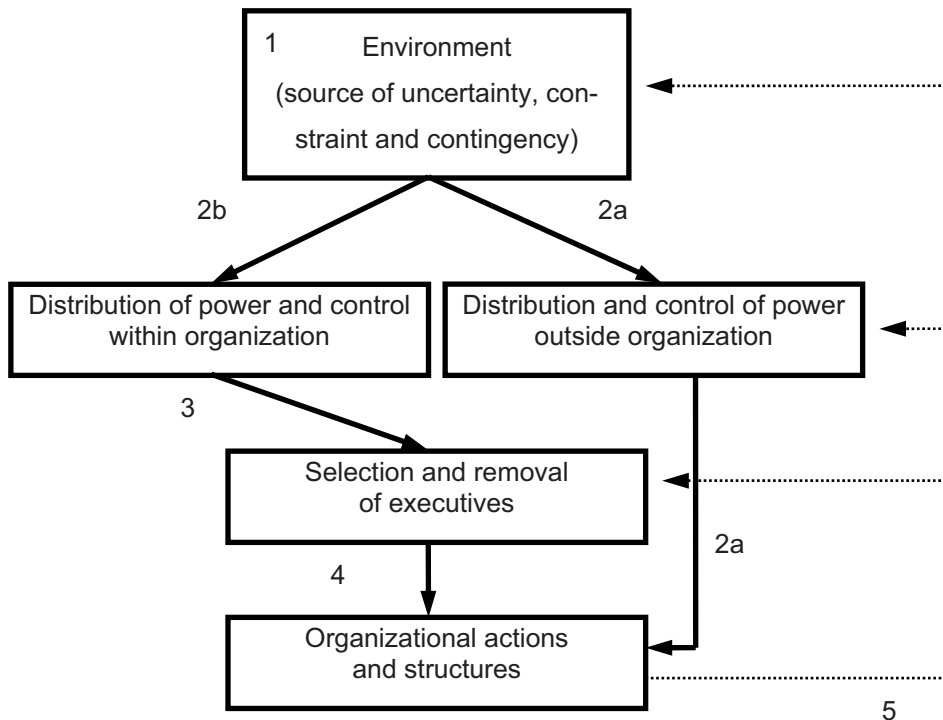 1
Environment
(source of uncertainty, con-
straint and contingency)
2b
2a
Distribution of power and control
within organization
Distribution and control of power
outside organization
3
Selection and removal
of executives
2a
4
Organizational actions
and structures
5